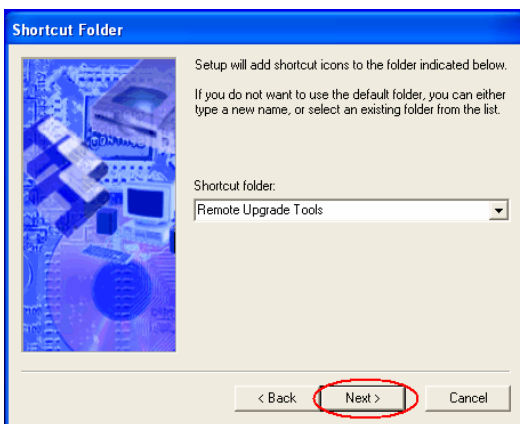 Shortcut Folder
Setup will add shortcut icons to the folder indicated below.
If you do not want to use the default folder, you can either
type a new name, or select an existing folder from the list.
Shortcut folder:
Remote Upgrade Tools
< Back
Next >
Cancel